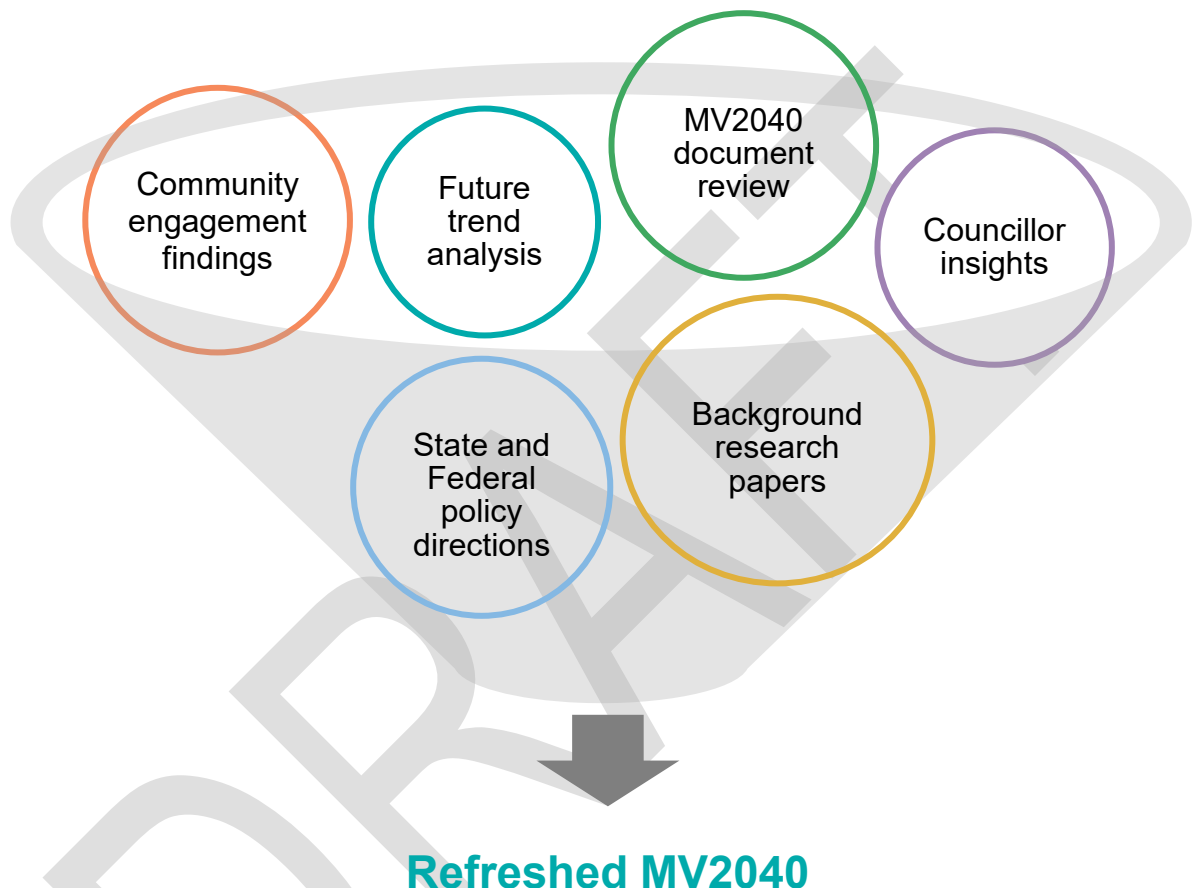 Community
engagement
findings
Future
trend
analysis
MV2040
document
review
Councillor
insights
State and
Federal
policy
directions
Background
research
papers
Refreshed MV2040
DRAFT